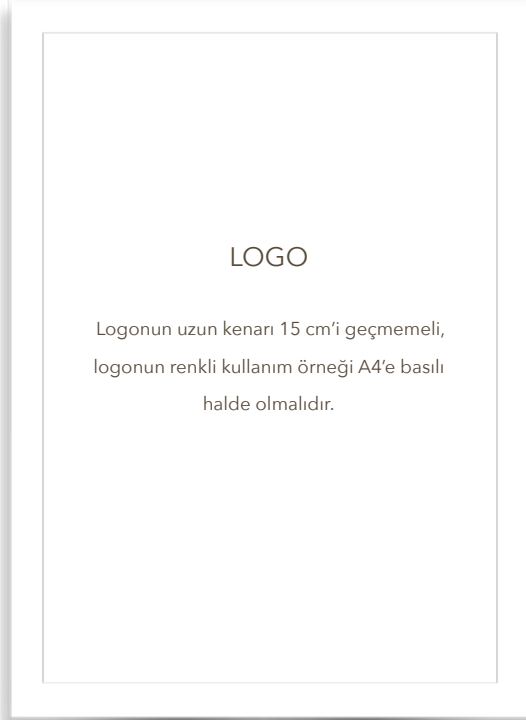 LOGO
Logonun uzun kenarı 15 cm’i geçmemeli,
logonun renkli kullanım örneği A4’e basılı
halde olmalıdır.